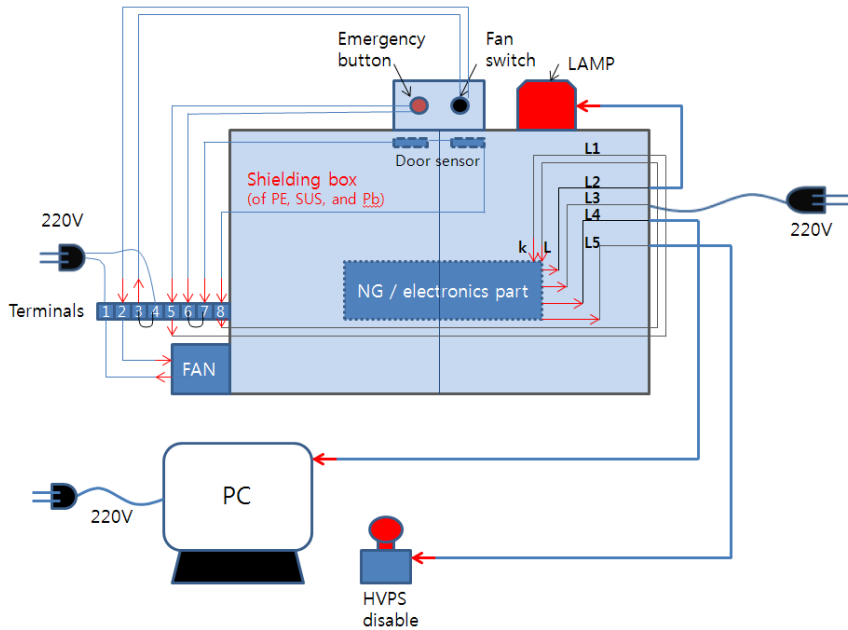 Emergency
button
Fan
switch
LAMP
Door sensor
L1
Shielding box
(of PE, SUS, and Pb)
L2
L3
L4
220V
220V
k L
L5
NG / electronics part
Terminals
1 2 3 4 5 6 7 8
FAN
PC
220V
HVPS
disable